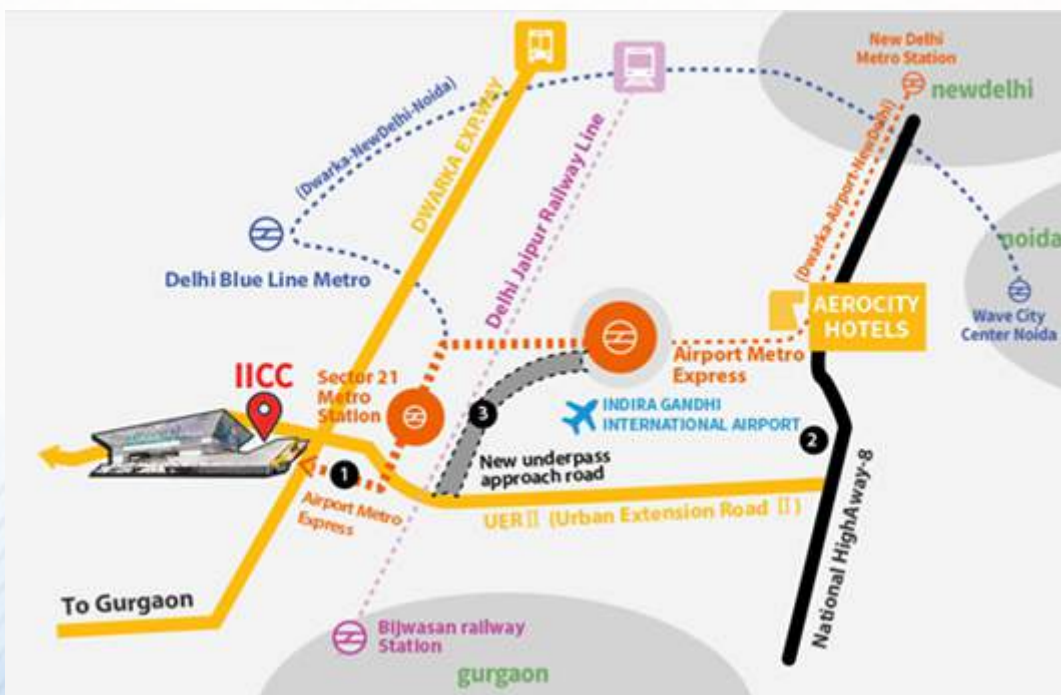 New Delhi
Metro Station
newdelhi
(Dwarka-NewDelhi-Noida)
DWARKA EXP.WAY
Delhi Jaipur Railway Line
(Dwarka-Airport-NewDelhi)
noida
Delhi Blue Line Metro
AEROCITY
HOTELS
Wave City
Center Noida
IICC
Sector 21
Metro
Station
Airport Metro
Express
INDIRA GANDHI
INTERNATIONAL AIRPORT
3
2
New underpass
approach road
1
Airport Metro
Express
UER II (Urban Extension Road II)
National HighAway-8
To Gurgaon
Bijwasan railway
Station
gurgaon